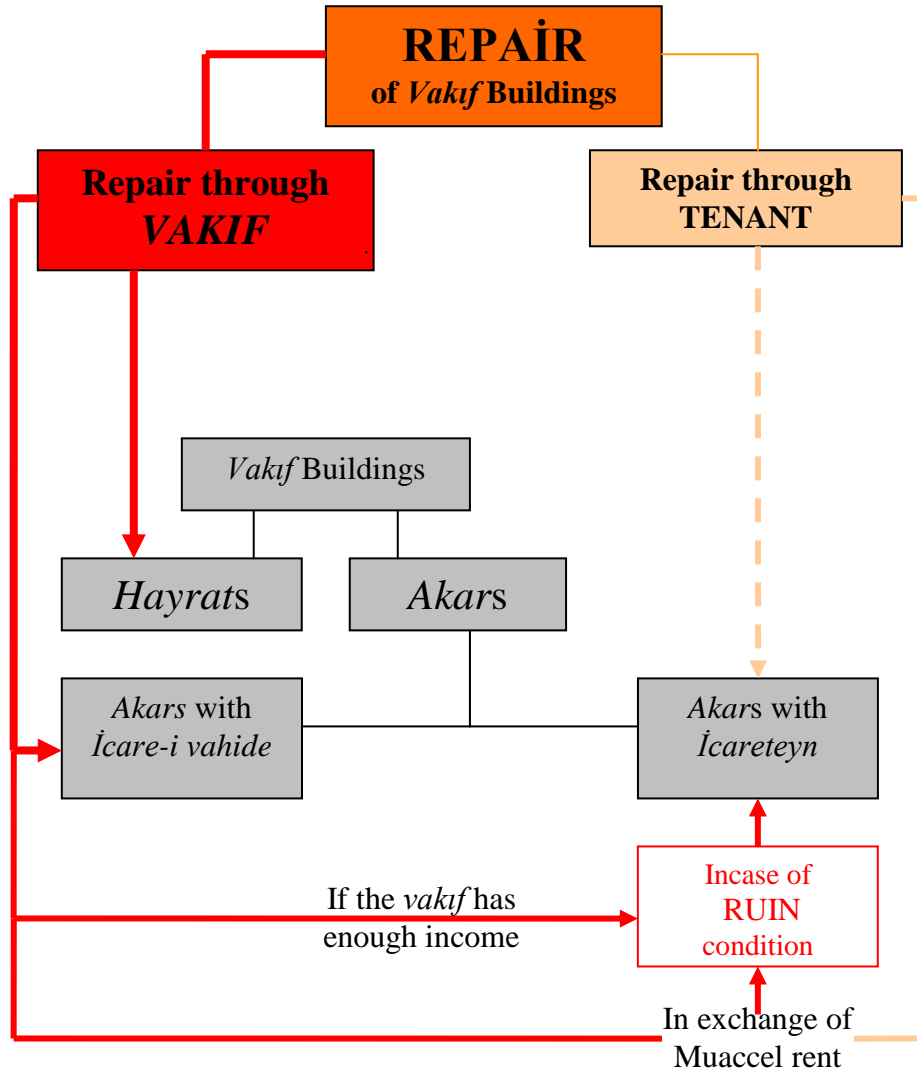 REPAİR
of Vakıf Buildings
Repair through
VAKIF
Repair through
TENANT
Vakıf Buildings
Hayrats
Akars
Akars with
İcare-i vahide
Akars with
İcareteyn
If the vakıf has
enough income
Incase of
RUIN
condition
In exchange of
Muaccel rent